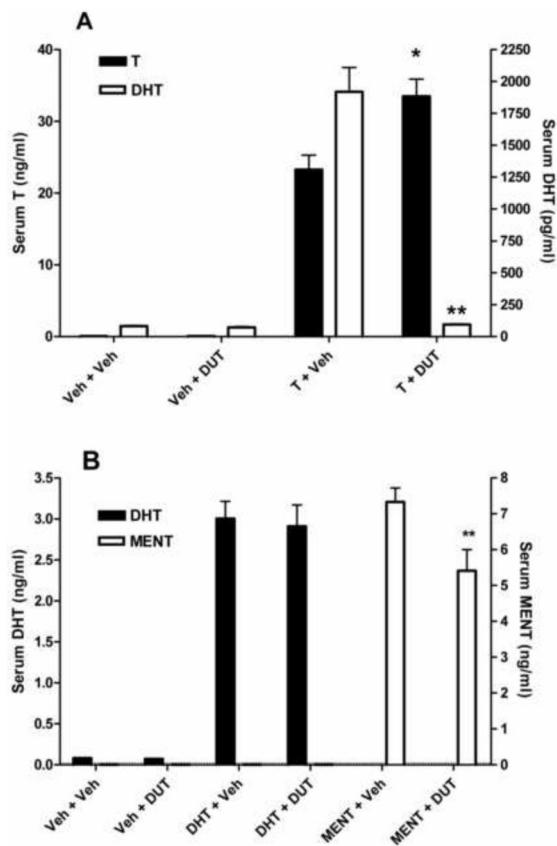 A
T
DHT
Serum T (ng/ml)
40
30
20
10
0
*
**
Serum DHT (pg/ml)
2250
2000
1750
1500
1250
1000
750
500
250
0
Veh + Veh
Veh + DUT
T + Veh
T + DUT
B
DHT
MENT
Serum DHT (ng/ml)
3.5
3.0
2.5
2.0
1.5
1.0
0.5
0.0
**
Serum MENT (ng/ml)
8
7
6
5
4
3
2
1
0
Veh + Veh
Veh + DUT
DHT + Veh
DHT + DUT
MENT + Veh
MENT + DUT